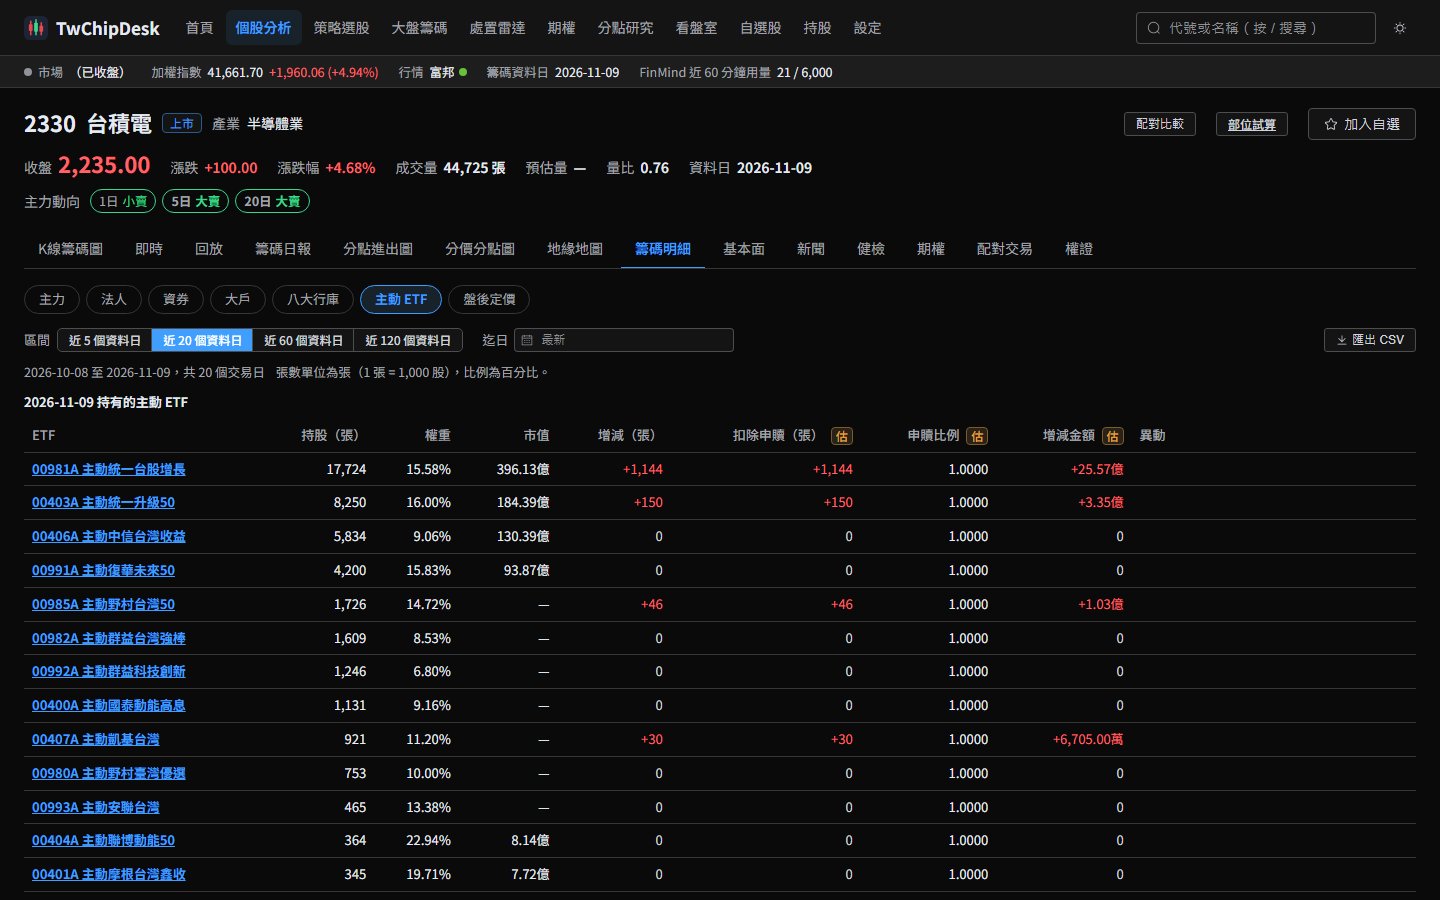 TwChipDesk 首頁 個股分析 策略選股 大盤籌碼 處置雷達 期權 分點研究 看盤室 自選股 持股 設定 代號或名稱（按 / 搜尋）
市場 （已收盤） 加權指數 41,661.70 +1,960.06 (+4.94%) 行情 富邦 籌碼資料日 2026-11-09 FinMind 近 60 分鐘用量 21 / 6,000
2330 台積電 上市 產業 半導體業 配對比較 部位試算 加入自選
收盤 2,235.00 漲跌 +100.00 漲跌幅 +4.68% 成交量 44,725 張 預估量 — 量比 0.76 資料日 2026-11-09
主力動向 1日 小賣 5日 大賣 20日 大賣
K線籌碼圖 即時 回放 籌碼日報 分點進出圖 分價分點圖 地緣地圖 籌碼明細 基本面 新聞 健檢 期權 配對交易 權證
主力 法人 資券 大戶 八大行庫 主動 ETF 盤後定價
區間 近 5 個資料日 近 20 個資料日 近 60 個資料日 近 120 個資料日 迄日 最新 匯出 CSV
2026-10-08 至 2026-11-09，共 20 個交易日 張數單位為張（1 張 = 1,000 股），比例為百分比。
2026-11-09 持有的主動 ETF
ETF 持股（張） 權重 市值 增減（張） 扣除申贖（張） 估 申贖比例 估 增減金額 估 異動
00981A 主動統一台股增長 17,724 15.58% 396.13億 +1,144 +1,144 1.0000 +25.57億
00403A 主動統一升級50 8,250 16.00% 184.39億 +150 +150 1.0000 +3.35億
00406A 主動中信台灣收益 5,834 9.06% 130.39億 0 0 1.0000 0
00991A 主動復華未來50 4,200 15.83% 93.87億 0 0 1.0000 0
00985A 主動野村台灣50 1,726 14.72% — +46 +46 1.0000 +1.03億
00982A 主動群益台灣強棒 1,609 8.53% — 0 0 1.0000 0
00992A 主動群益科技創新 1,246 6.80% — 0 0 1.0000 0
00400A 主動國泰動能高息 1,131 9.16% — 0 0 1.0000 0
00407A 主動凱基台灣 921 11.20% — +30 +30 1.0000 +6,705.00萬
00980A 主動野村臺灣優選 753 10.00% — 0 0 1.0000 0
00993A 主動安聯台灣 465 13.38% — 0 0 1.0000 0
00404A 主動聯博動能50 364 22.94% 8.14億 0 0 1.0000 0
00401A 主動摩根台灣鑫收 345 19.71% 7.72億 0 0 1.0000 0